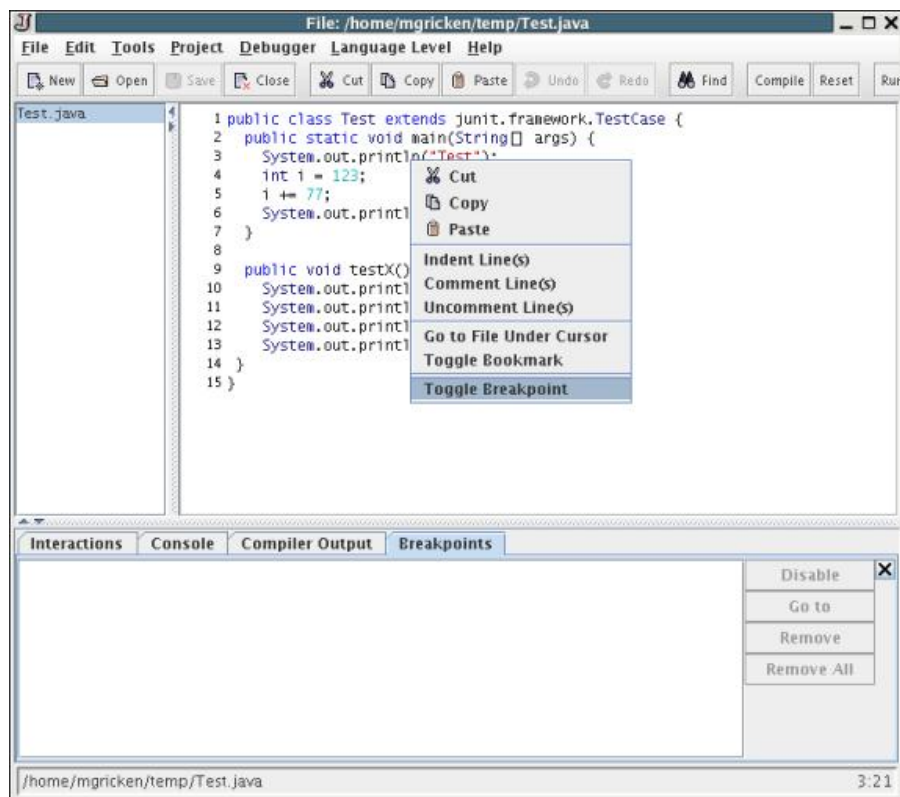 File: /home/mgricken/temp/Test.java
File Edit Tools Project Debugger Language Level Help
New Open Save Close Cut Copy Paste Undo Redo Find Compile Reset Run
Test.java
1 public class Test extends junit.framework.TestCase {
2 public static void main(String[] args) {
3 System.out.println("Test");
4 int i = 123;
5 i += 77;
6 System.out.printl
7 }
8
9 public void testX()
10 System.out.printl
11 System.out.printl
12 System.out.printl
13 System.out.printl
14 }
15 }
Cut
Copy
Paste
Indent Line(s)
Comment Line(s)
Uncomment Line(s)
Go to File Under Cursor
Toggle Bookmark
Toggle Breakpoint
Interactions Console Compiler Output Breakpoints
Disable
Go to
Remove
Remove All
/home/mgricken/temp/Test.java 3:21